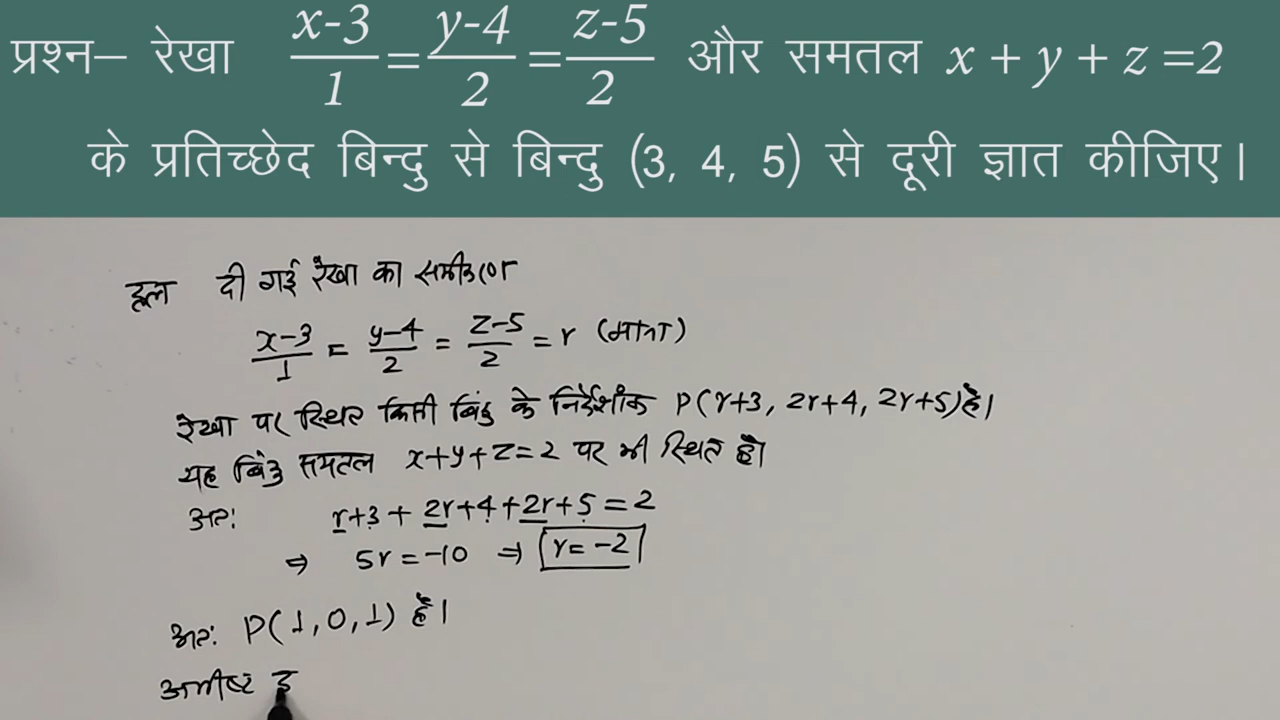 प्रश्न– रेखा x-3/1 = y-4/2 = z-5/2 और समतल x + y + z =2
के प्रतिच्छेद बिन्दु से बिन्दु (3, 4, 5) से दूरी ज्ञात कीजिए।
हल दी गई रेखा का समीकरण
x-3/1 = y-4/2 = z-5/2 = r (माना)
रेखा पर स्थित किसी बिंदु के निर्देशांक P(r+3, 2r+4, 2r+5) है।
यह बिंदु समतल x+y+z=2 पर भी स्थित है।
अतः r+3 + 2r+4+2r+5 = 2
⇒ 5r = -10 ⇒ r = -2
अतः P(1, 0, 1) है।
अभीष्ट